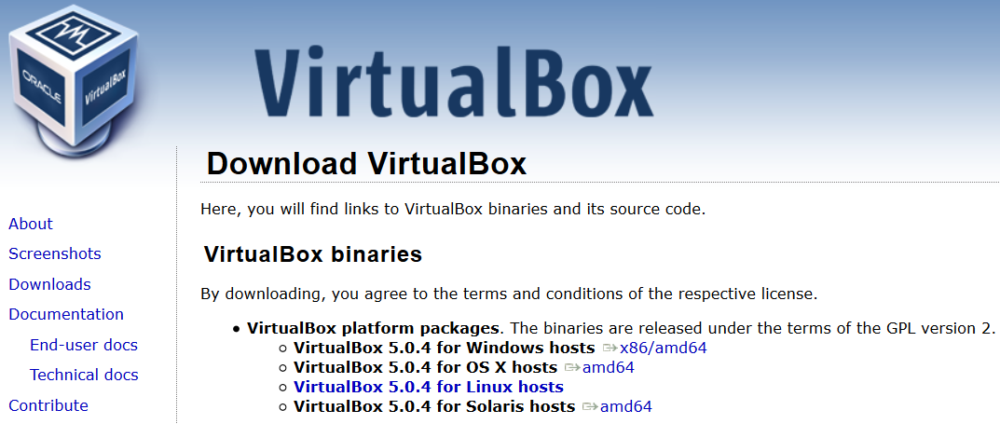 ORACLE
VirtualBox
VirtualBox
Download VirtualBox
Here, you will find links to VirtualBox binaries and its source code.
VirtualBox binaries
By downloading, you agree to the terms and conditions of the respective license.
• VirtualBox platform packages. The binaries are released under the terms of the GPL version 2.
○ VirtualBox 5.0.4 for Windows hosts x86/amd64
○ VirtualBox 5.0.4 for OS X hosts amd64
○ VirtualBox 5.0.4 for Linux hosts
○ VirtualBox 5.0.4 for Solaris hosts amd64
About
Screenshots
Downloads
Documentation
End-user docs
Technical docs
Contribute